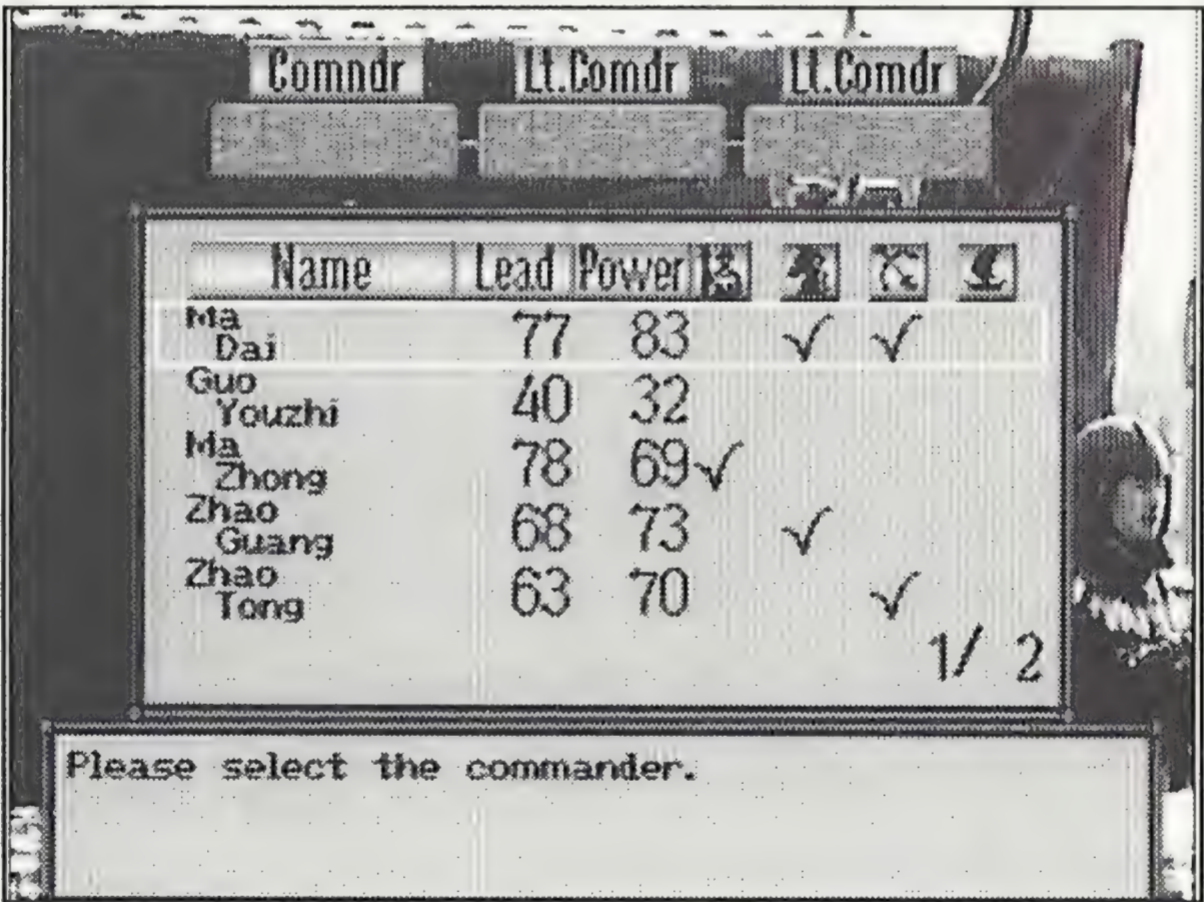 Comndr Lt.Comdr Lt.Comdr
Name Lead Power
Ma
Dai 77 83 ✓ ✓
Guo
Youzhi 40 32
Ma
Zhong 78 69 ✓
Zhao
Guang 68 73 ✓
Zhao
Tong 63 70 ✓
1/ 2
Please select the commander.